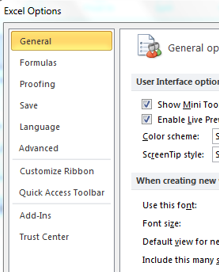 Excel Options
General
Formulas
Proofing
Save
Language
Advanced
Customize Ribbon
Quick Access Toolbar
Add-Ins
Trust Center
General op
User Interface option
Show Mini Too
Enable Live Pre
Color scheme:
ScreenTip style:
When creating new
Use this font:
Font size:
Default view for ne
Include this many s